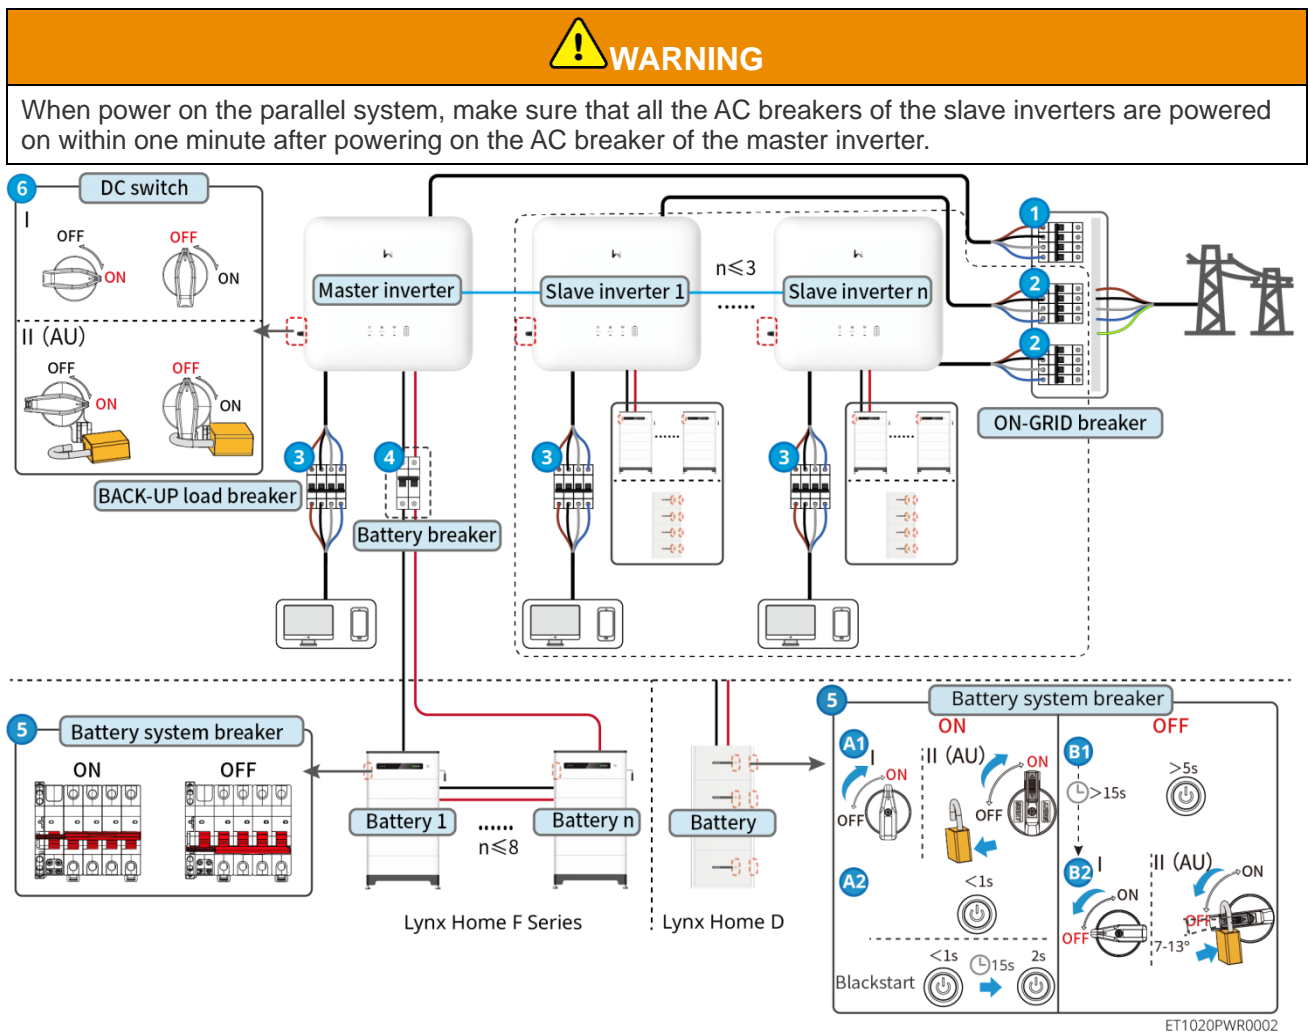 WARNING
When power on the parallel system, make sure that all the AC breakers of the slave inverters are powered
on within one minute after powering on the AC breaker of the master inverter.
6
DC switch
I
OFF
ON
OFF
ON
II (AU)
OFF
ON
OFF
ON
Master inverter
Slave inverter 1
n≤3
......
Slave inverter n
1
2
2
ON-GRID breaker
3
BACK-UP load breaker
4
Battery breaker
3
......
3
......
5
Battery system breaker
ON
OFF
Battery 1
......
n≤8
Battery n
Lynx Home F Series
Battery
Lynx Home D
5
Battery system breaker
ON
OFF
A1
I
ON
OFF
II (AU)
ON
OFF
A2
<1s
Blackstart
<1s
15s
2s
B1
>5s
>15s
B2
I
ON
OFF
II (AU)
ON
OFF
7-13°
ET1020PWR0002